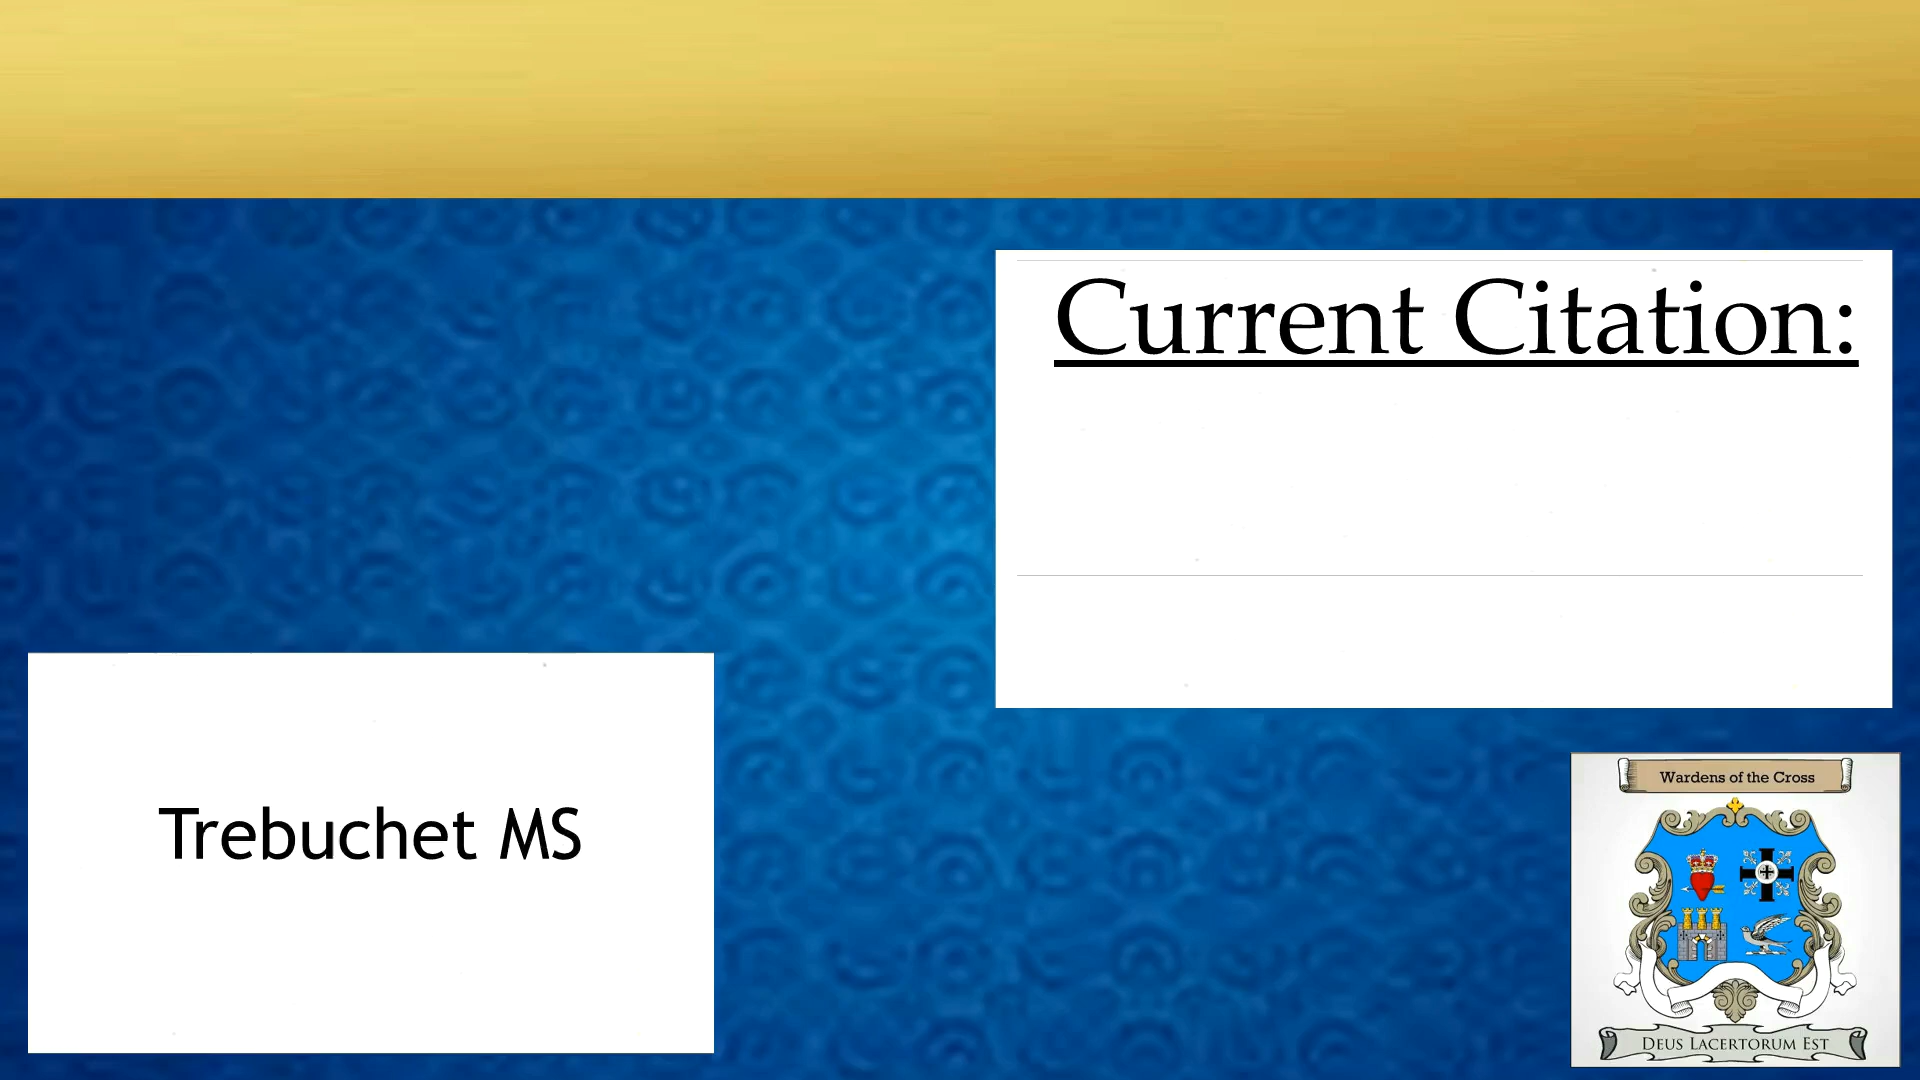 Current Citation:
Trebuchet MS
Wardens of the Cross
DEUS LACERTORUM EST